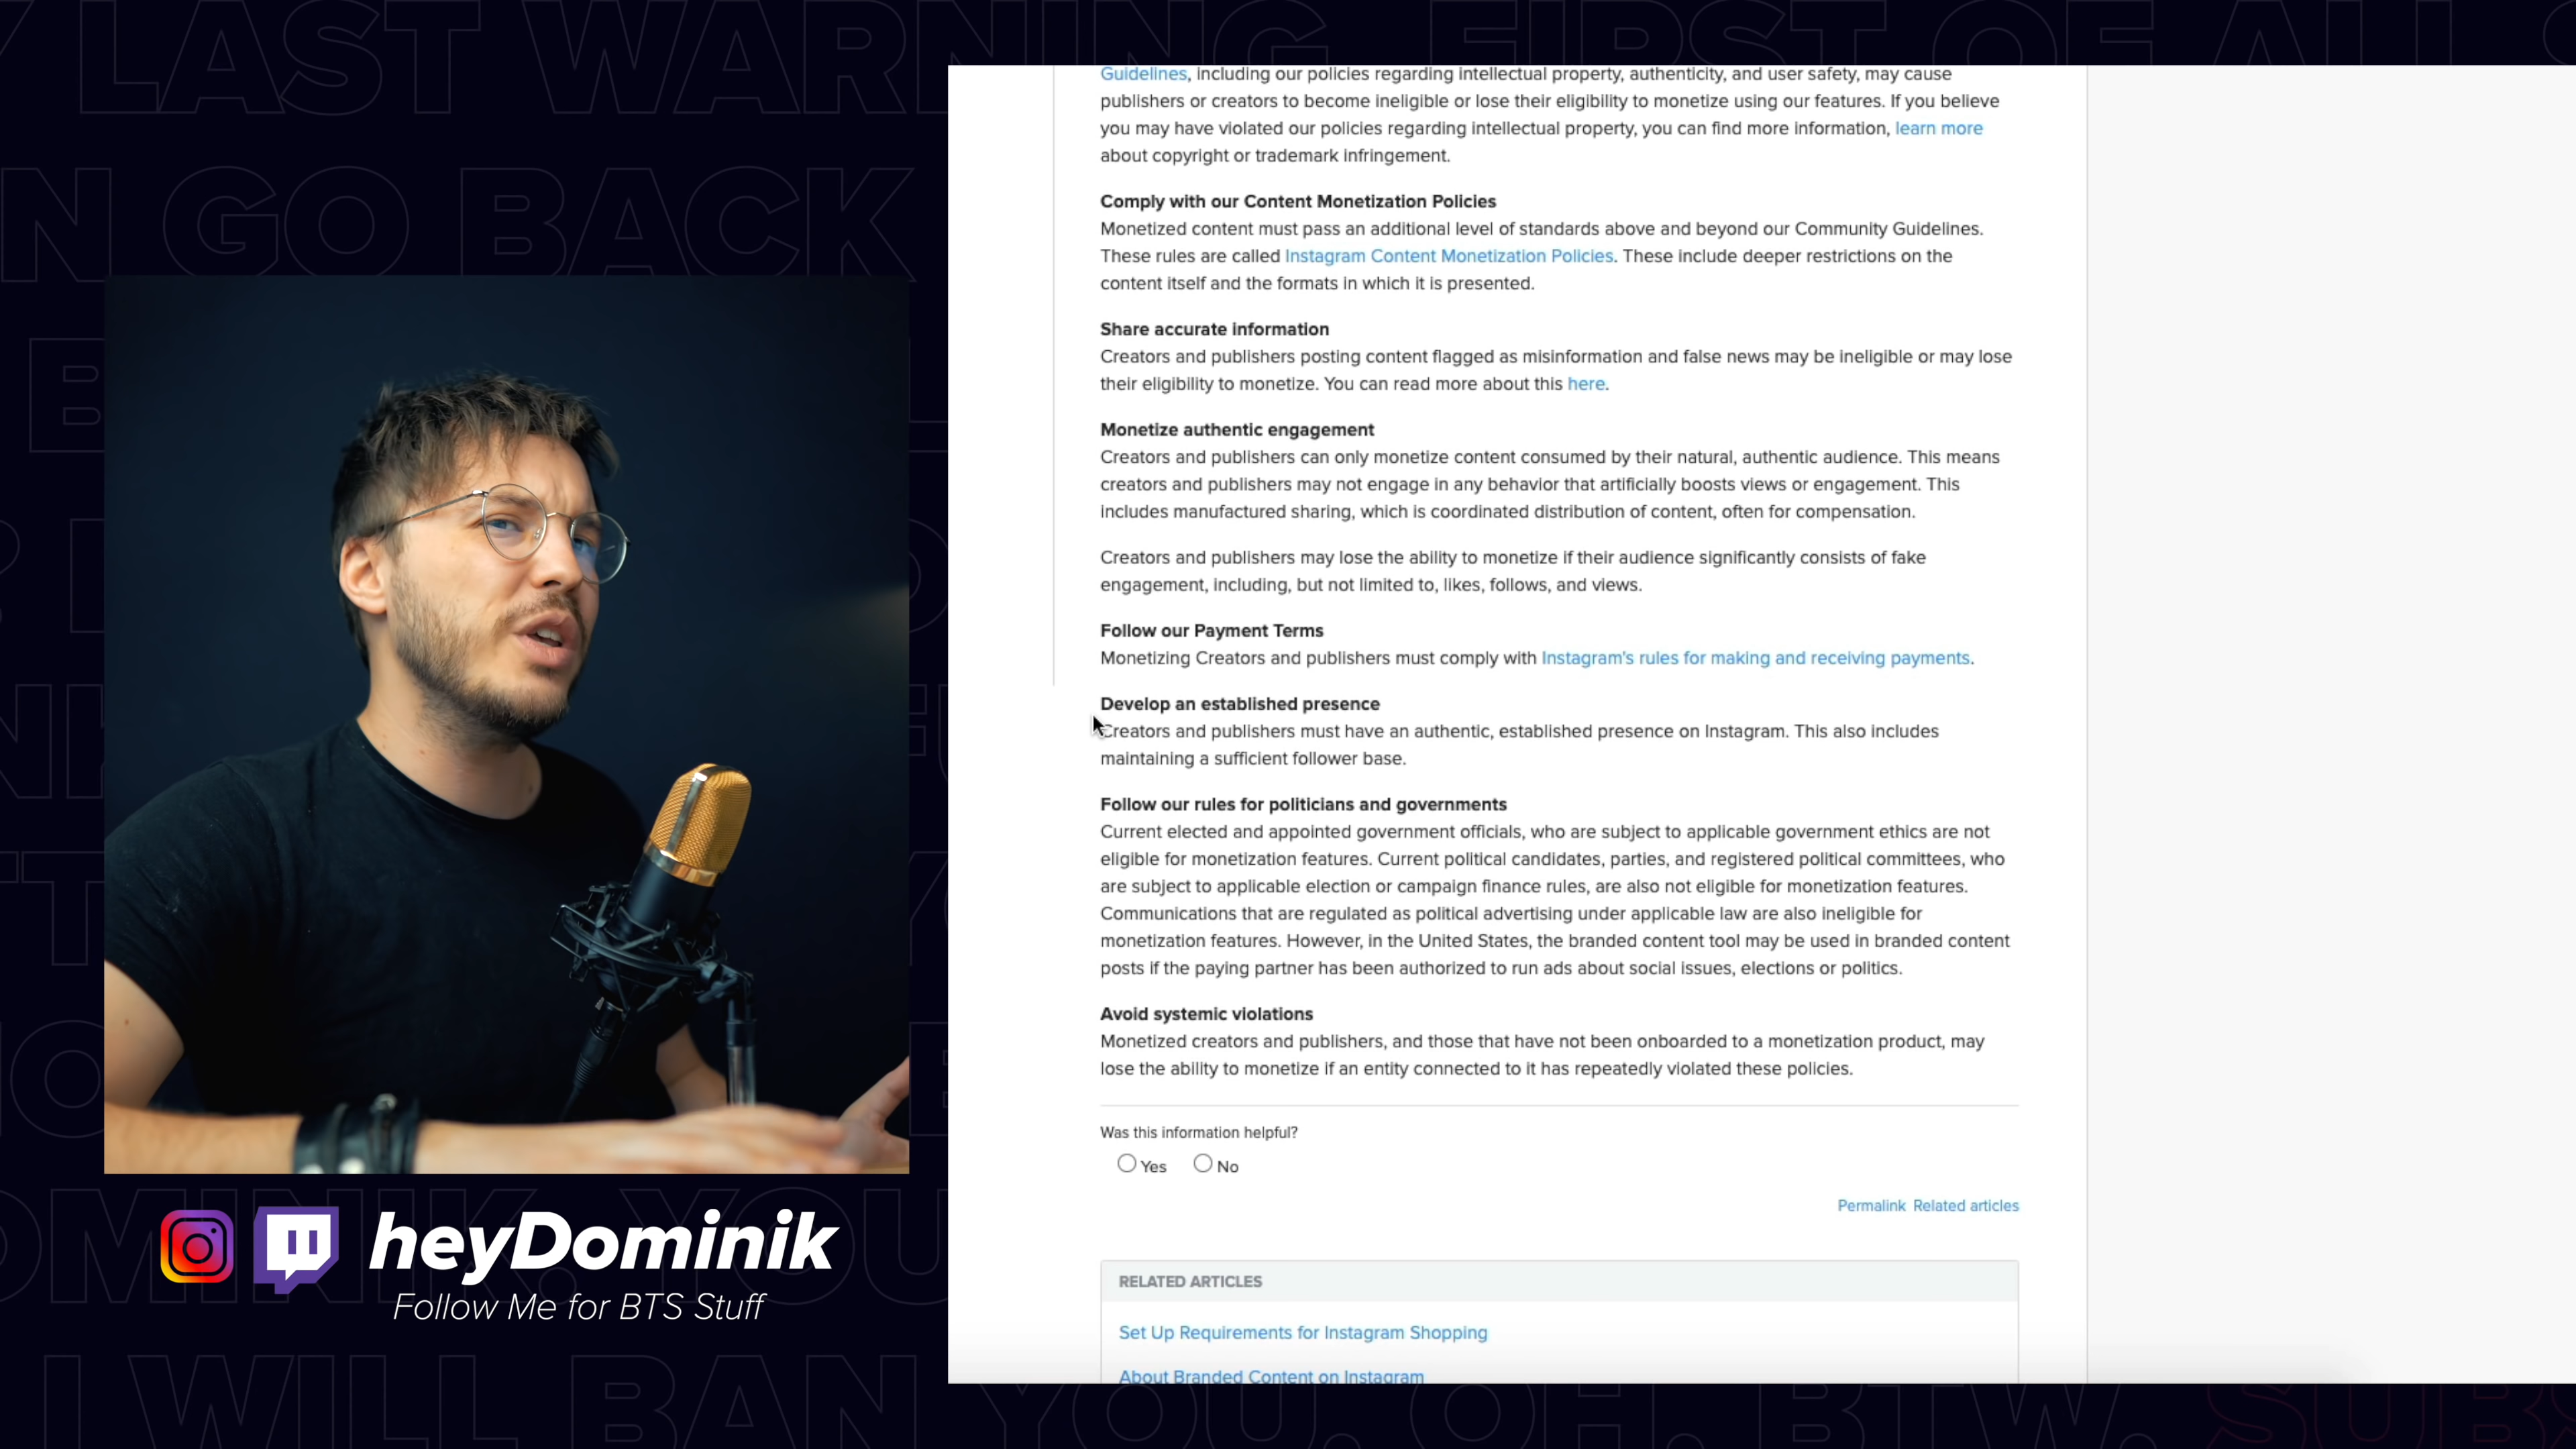 Y LAST WARNING. FIRST OF ALL
N GO BACK
Guidelines, including our policies regarding intellectual property, authenticity, and user safety, may cause
publishers or creators to become ineligible or lose their eligibility to monetize using our features. If you believe
you may have violated our policies regarding intellectual property, you can find more information, learn more
about copyright or trademark infringement.
Comply with our Content Monetization Policies
Monetized content must pass an additional level of standards above and beyond our Community Guidelines.
These rules are called Instagram Content Monetization Policies. These include deeper restrictions on the
content itself and the formats in which it is presented.
Share accurate information
Creators and publishers posting content flagged as misinformation and false news may be ineligible or may lose
their eligibility to monetize. You can read more about this here.
Monetize authentic engagement
Creators and publishers can only monetize content consumed by their natural, authentic audience. This means
creators and publishers may not engage in any behavior that artificially boosts views or engagement. This
includes manufactured sharing, which is coordinated distribution of content, often for compensation.
Creators and publishers may lose the ability to monetize if their audience significantly consists of fake
engagement, including, but not limited to, likes, follows, and views.
Follow our Payment Terms
Monetizing Creators and publishers must comply with Instagram's rules for making and receiving payments.
Develop an established presence
Creators and publishers must have an authentic, established presence on Instagram. This also includes
maintaining a sufficient follower base.
Follow our rules for politicians and governments
Current elected and appointed government officials, who are subject to applicable government ethics are not
eligible for monetization features. Current political candidates, parties, and registered political committees, who
are subject to applicable election or campaign finance rules, are also not eligible for monetization features.
Communications that are regulated as political advertising under applicable law are also ineligible for
monetization features. However, in the United States, the branded content tool may be used in branded content
posts if the paying partner has been authorized to run ads about social issues, elections or politics.
Avoid systemic violations
Monetized creators and publishers, and those that have not been onboarded to a monetization product, may
lose the ability to monetize if an entity connected to it has repeatedly violated these policies.
Was this information helpful?
Yes No
Permalink Related articles
RELATED ARTICLES
Set Up Requirements for Instagram Shopping
About Branded Content on Instagram
heyDominik
Follow Me for BTS Stuff
OMINIK. YOU
I WILL BAN YOU. OH. BTW. SUBS